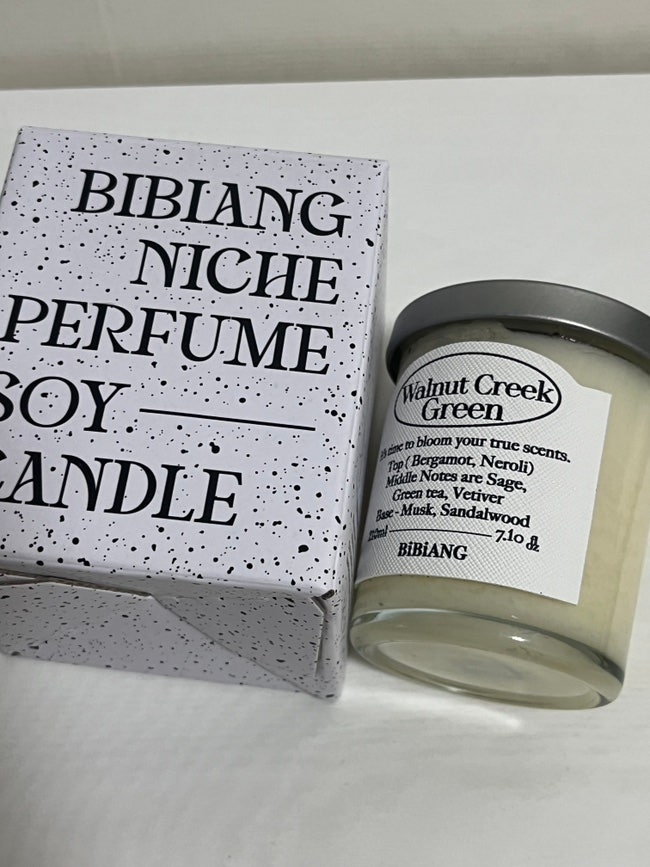 BIBIANG
NICHE
PERFUME
SOY
CANDLE
Walnut Creek
Green
It's time to bloom your true scents.
Top ( Bergamot, Neroli)
Middle Notes are Sage,
Green tea, Vetiver
Base - Musk, Sandalwood
7.10 fl oz
BiBiANG